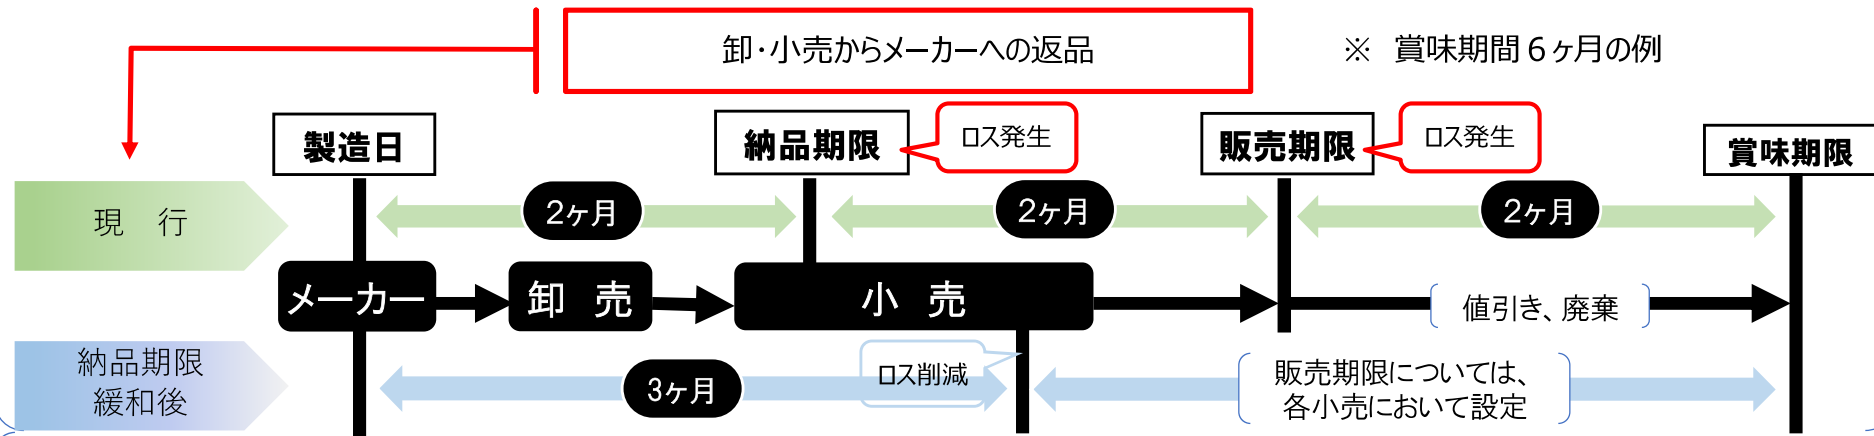 卸・小売からメーカーへの返品
※ 賞味期間6ヶ月の例
製造日
納品期限
ロス発生
販売期限
ロス発生
賞味期限
現 行
2ヶ月
2ヶ月
2ヶ月
メーカー
卸 売
小 売
値引き、廃棄
納品期限
緩和後
3ヶ月
ロス削減
販売期限については、
各小売において設定